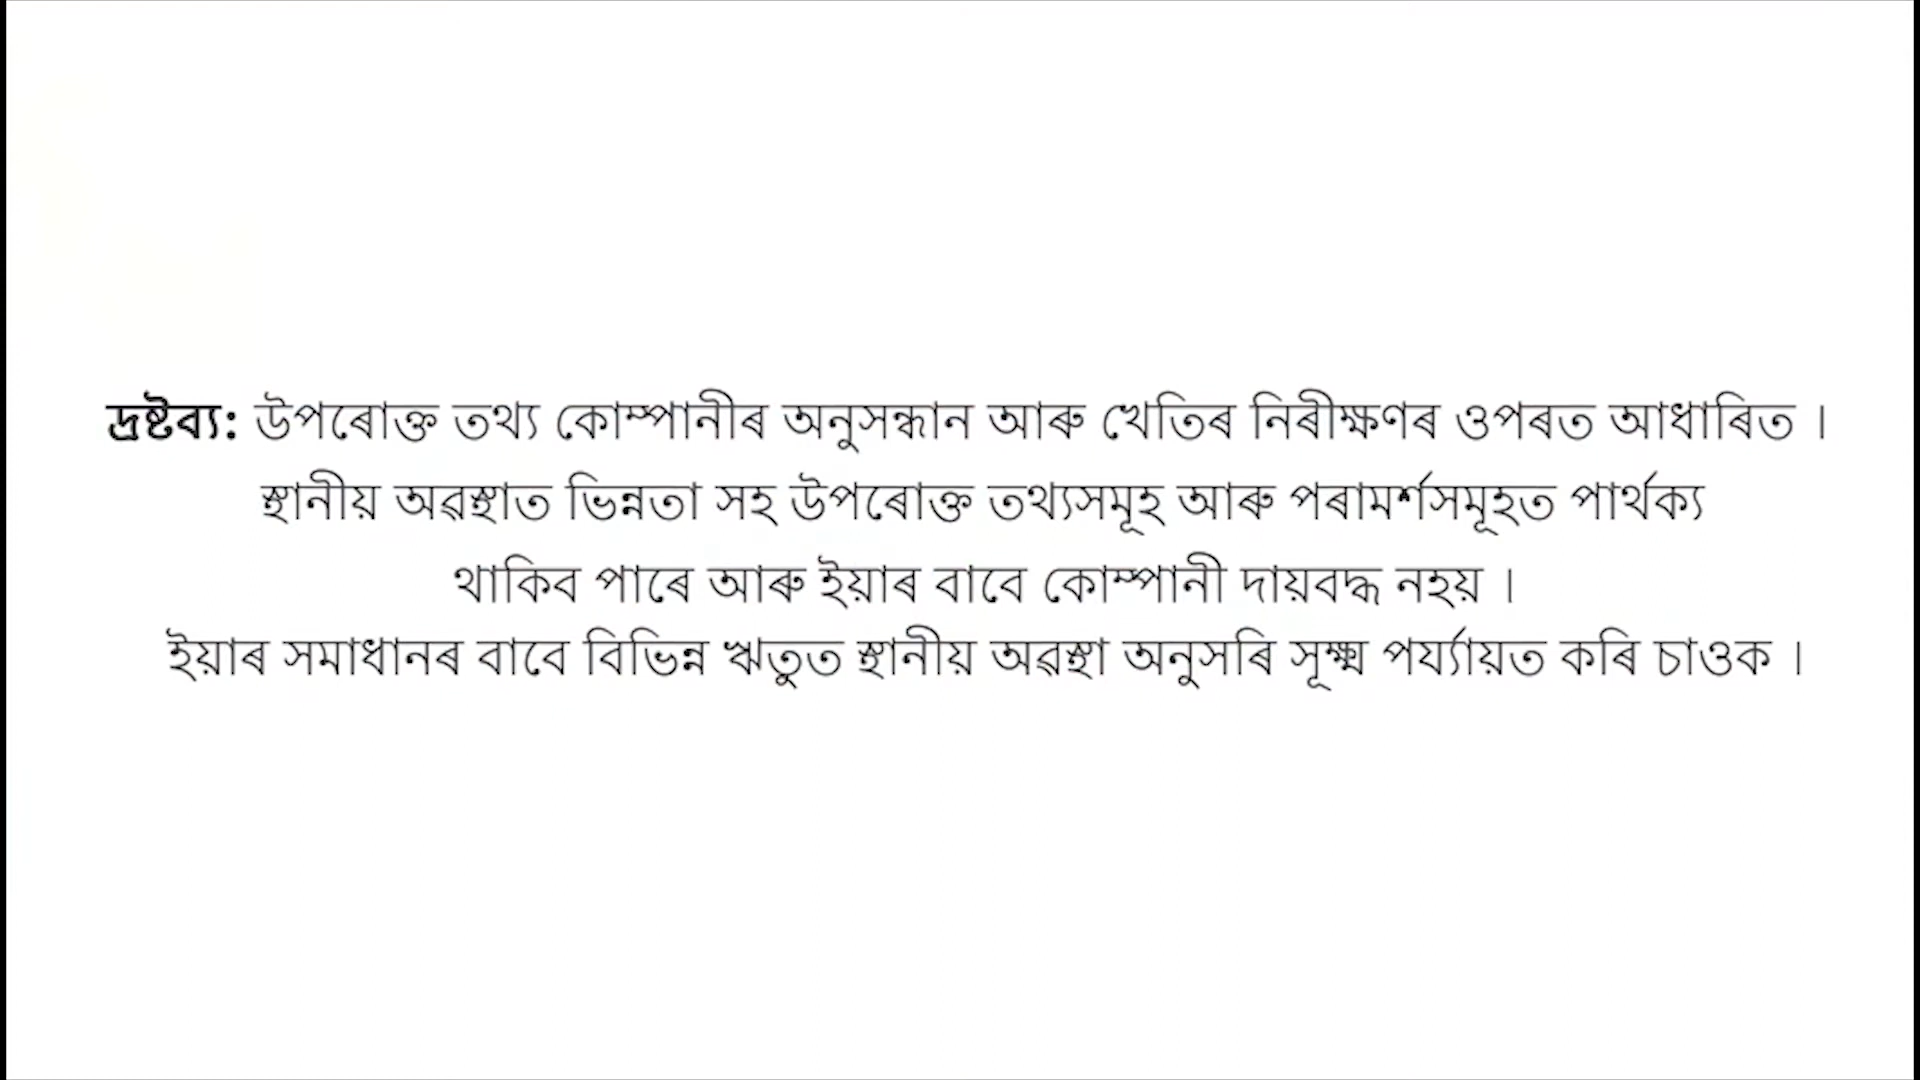 দ্ৰষ্টব্য: উপৰোক্ত তথ্য কোম্পানীৰ অনুসন্ধান আৰু খেতিৰ নিৰীক্ষণৰ ওপৰত আধাৰিত ।
স্থানীয় অৱস্থাত ভিন্নতা সহ উপৰোক্ত তথ্যসমূহ আৰু পৰামৰ্শসমূহত পাৰ্থক্য
থাকিব পাৰে আৰু ইয়াৰ বাবে কোম্পানী দায়বদ্ধ নহয় ।
ইয়াৰ সমাধানৰ বাবে বিভিন্ন ঋতুত স্থানীয় অৱস্থা অনুসৰি সূক্ষ্ম পৰ্য্যায়ত কৰি চাওক ।